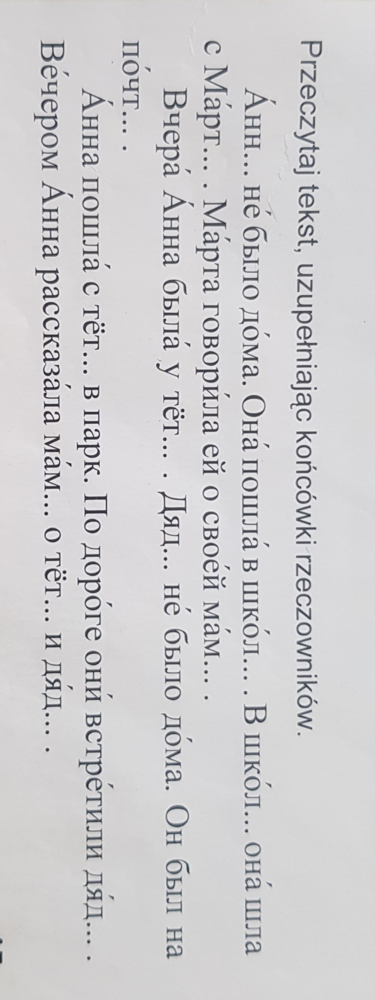 Przeczytaj tekst, uzupełniając końcówki rzeczowników.
А́нн... не́ было до́ма. Она́ пошла́ в шко́л... . В шко́л... она́ шла
с Ма́рт... . Ма́рта говори́ла ей о свое́й ма́м... .
Вчера́ А́нна была́ у тёт... . Дяд... не́ было до́ма. Он был на
по́чт... .
А́нна пошла́ с тёт... в парк. По доро́ге они́ встре́тили дя́д... .
Ве́чером А́нна рассказа́ла ма́м... о тёт... и дя́д... .